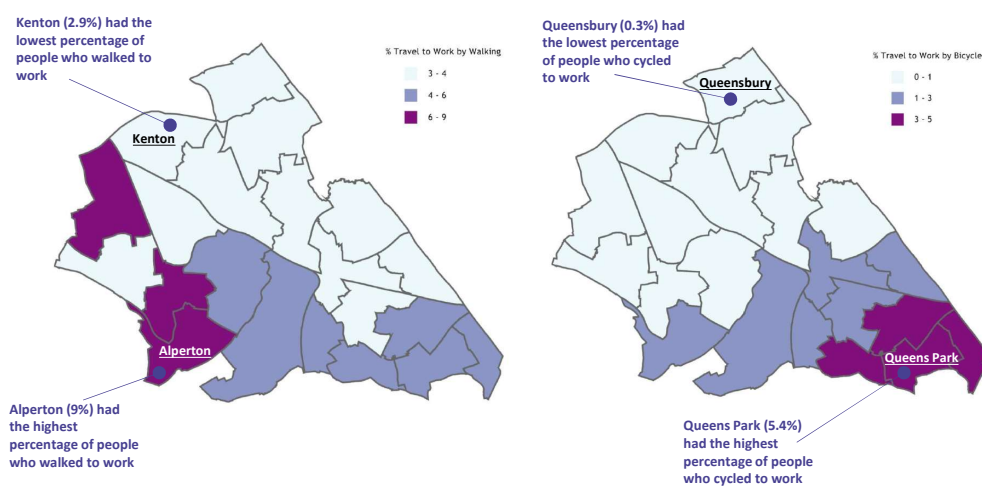 Kenton (2.9%) had the
lowest percentage of
people who walked to
work
% Travel to Work by Walking
3 - 4
4 - 6
6 - 9
Kenton
Alperton
Alperton (9%) had
the highest
percentage of people
who walked to work
Queensbury (0.3%) had
the lowest percentage
of people who cycled
to work
% Travel to Work by Bicycle
0 - 1
1 - 3
3 - 5
Queensbury
Queens Park
Queens Park (5.4%)
had the highest
percentage of people
who cycled to work